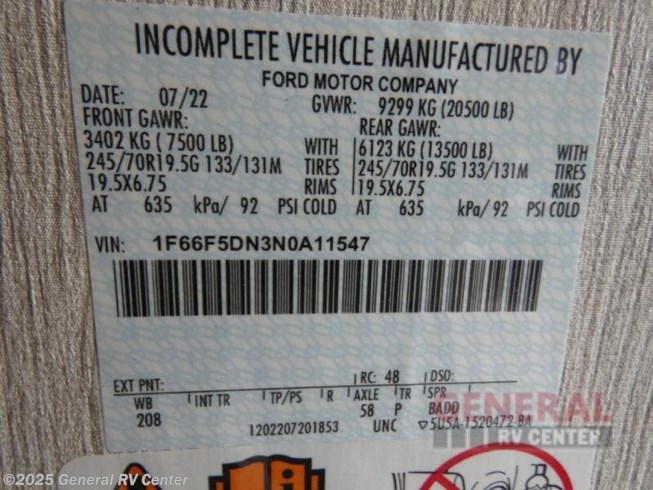 INCOMPLETE VEHICLE MANUFACTURED BY
FORD MOTOR COMPANY
DATE: 07/22 GVWR: 9299 KG (20500 LB)
FRONT GAWR: REAR GAWR:
3402 KG ( 7500 LB) WITH 6123 KG (13500 LB) WITH
245/70R19.5G 133/131M TIRES 245/70R19.5G 133/131M TIRES
19.5X6.75 RIMS 19.5X6.75 RIMS
AT 635 kPa/ 92 PSI COLD AT 635 kPa/ 92 PSI COLD
VIN: 1F66F5DN3N0A11547
EXT PNT: RC: 48 DSO:
WB INT TR TP/PS R AXLE TR SPR
208 58 P BADD
1202207201853 UNC ▽5U5A-1520472-BA
GENERAL
RV CENTER
©2025 General RV Center